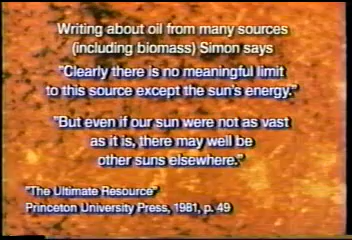 Writing about oil from many sources
(including biomass) Simon says
"Clearly there is no meaningful limit
to this source except the sun's energy."
"But even if our sun were not as vast
as it is, there may well be
other suns elsewhere."
"The Ultimate Resource"
Princeton University Press, 1981, p. 49